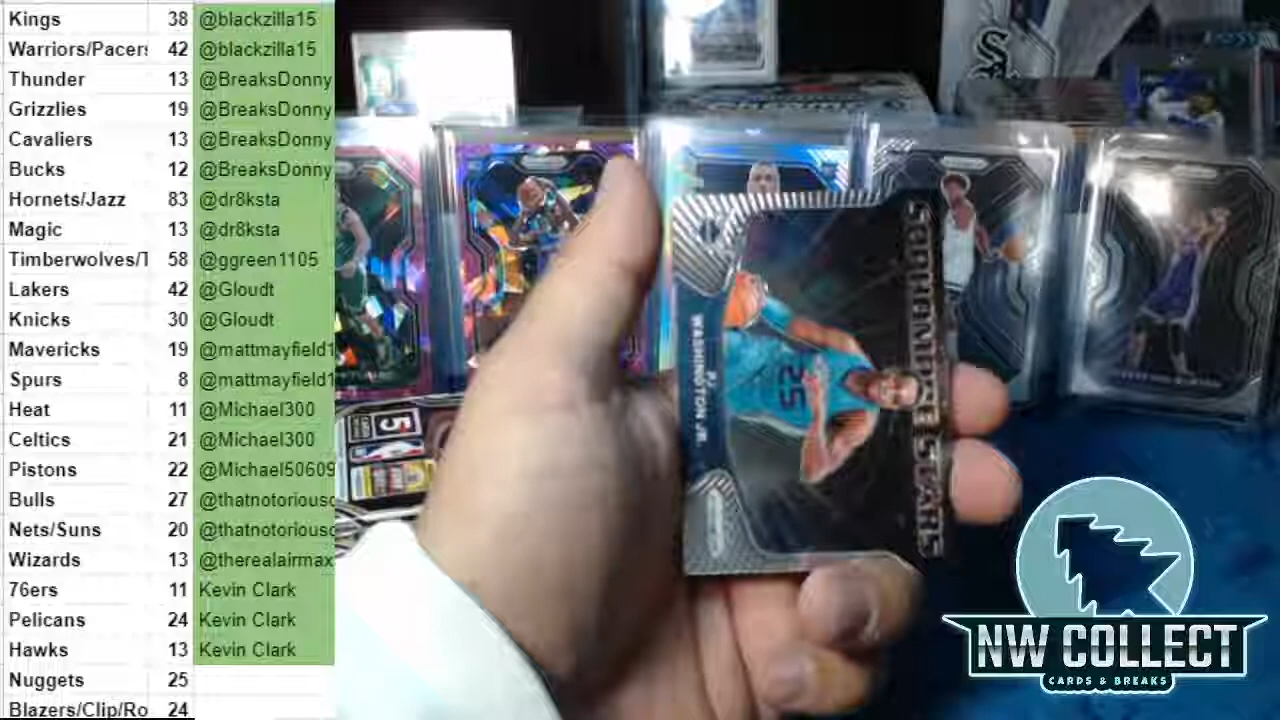 Kings 38 @blackzilla15
Warriors/Pacers 42 @blackzilla15
Thunder 13 @BreaksDonny
Grizzlies 19 @BreaksDonny
Cavaliers 13 @BreaksDonny
Bucks 12 @BreaksDonny
Hornets/Jazz 83 @dr8ksta
Magic 13 @dr8ksta
Timberwolves/T 58 @ggreen1105
Lakers 42 @Gloudt
Knicks 30 @Gloudt
Mavericks 19 @mattmayfield1
Spurs 8 @mattmayfield1
Heat 11 @Michael300
Celtics 21 @Michael300
Pistons 22 @Michael50609
Bulls 27 @thatnotoriousc
Nets/Suns 20 @thatnotoriousc
Wizards 13 @therealairmax
76ers 11 Kevin Clark
Pelicans 24 Kevin Clark
Hawks 13 Kevin Clark
Nuggets 25
Blazers/Clip/Ro 24
P.J.
WASHINGTON JR.
25
5
NW COLLECT
CARDS & BREAKS